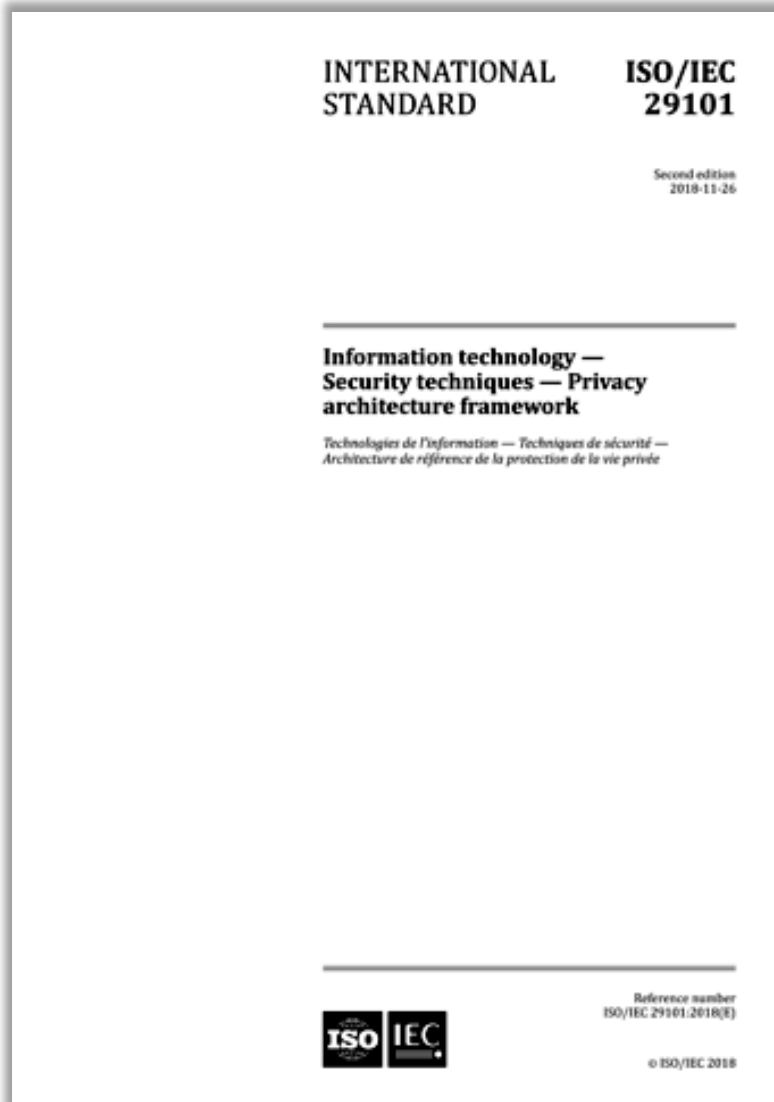 INTERNATIONAL STANDARD
ISO/IEC 29101
Second edition
2018-11-26
Information technology —
Security techniques — Privacy
architecture framework
Technologies de l'information — Techniques de sécurité —
Architecture de référence de la protection de la vie privée
Reference number
ISO/IEC 29101:2018(E)
ISO
IEC
© ISO/IEC 2018